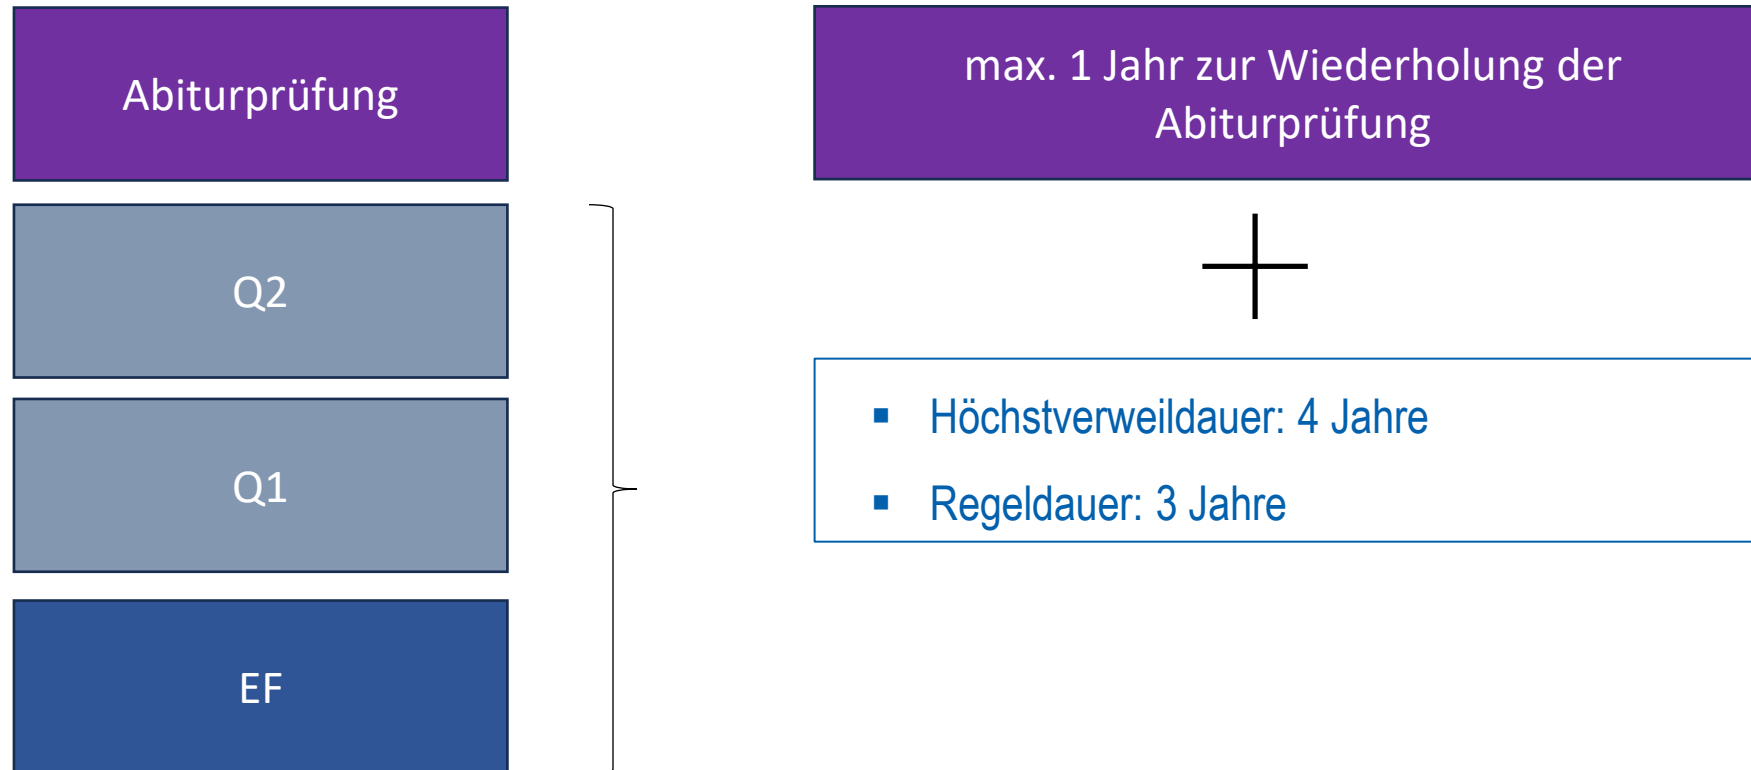 Abiturprüfung
max. 1 Jahr zur Wiederholung der
Abiturprüfung
Q2
Q1
EF
▪ Höchstverweildauer: 4 Jahre
▪ Regeldauer: 3 Jahre